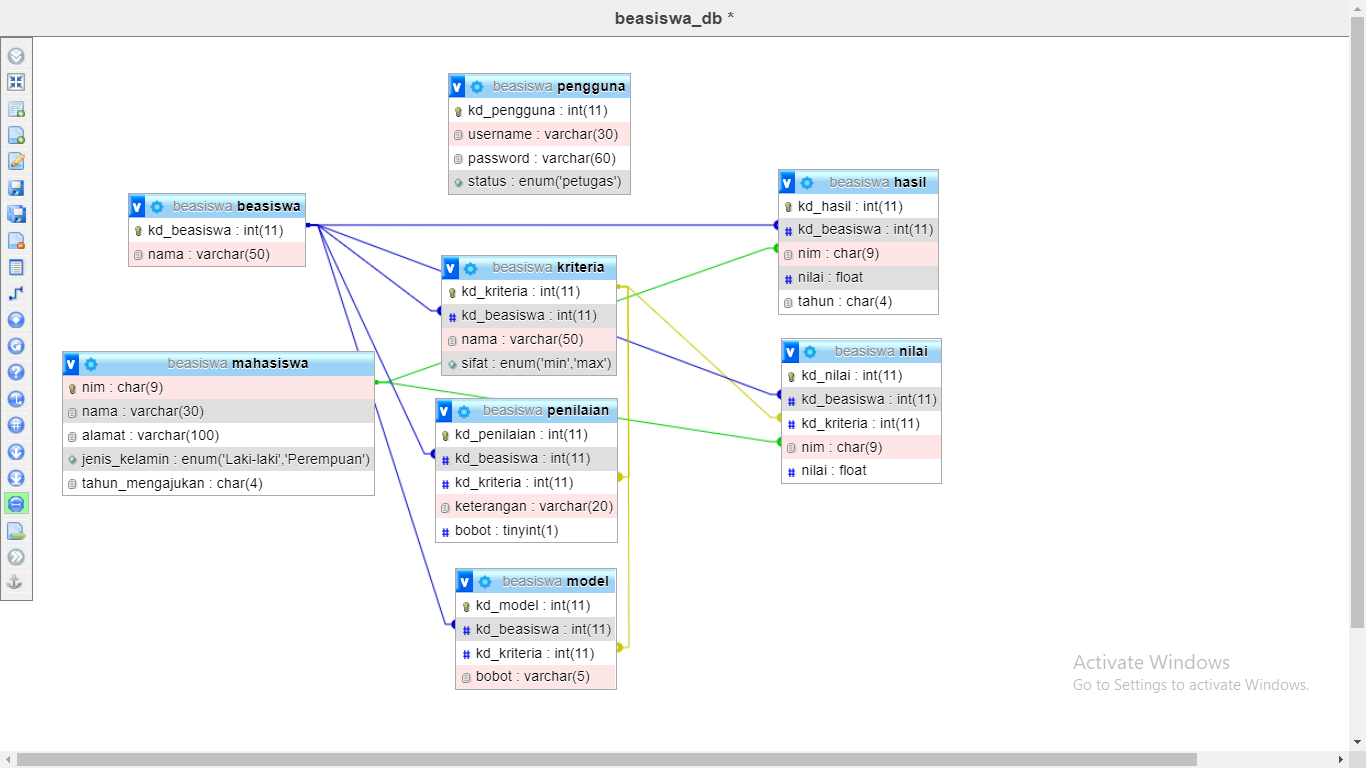 beasiswa_db *
beasiswa pengguna
kd_pengguna : int(11)
username : varchar(30)
password : varchar(60)
status : enum('petugas')
beasiswa beasiswa
kd_beasiswa : int(11)
nama : varchar(50)
beasiswa hasil
kd_hasil : int(11)
kd_beasiswa : int(11)
nim : char(9)
nilai : float
tahun : char(4)
beasiswa kriteria
kd_kriteria : int(11)
kd_beasiswa : int(11)
nama : varchar(50)
sifat : enum('min','max')
beasiswa mahasiswa
nim : char(9)
nama : varchar(30)
alamat : varchar(100)
jenis_kelamin : enum('Laki-laki','Perempuan')
tahun_mengajukan : char(4)
beasiswa nilai
kd_nilai : int(11)
kd_beasiswa : int(11)
kd_kriteria : int(11)
nim : char(9)
nilai : float
beasiswa penilaian
kd_penilaian : int(11)
kd_beasiswa : int(11)
kd_kriteria : int(11)
keterangan : varchar(20)
bobot : tinyint(1)
beasiswa model
kd_model : int(11)
kd_beasiswa : int(11)
kd_kriteria : int(11)
bobot : varchar(5)
Activate Windows
Go to Settings to activate Windows.